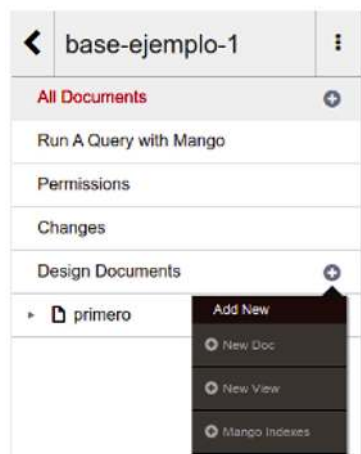 base-ejemplo-1
All Documents
Run A Query with Mango
Permissions
Changes
Design Documents
primero
Add New
New Doc
New View
Mango Indexes